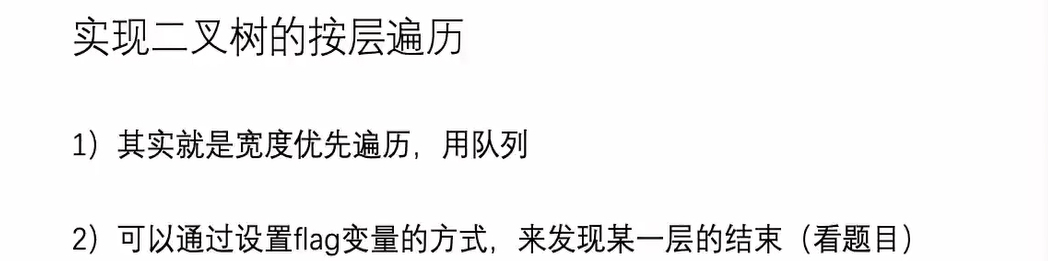 实现二叉树的按层遍历
1）其实就是宽度优先遍历，用队列
2）可以通过设置flag变量的方式，来发现某一层的结束（看题目）